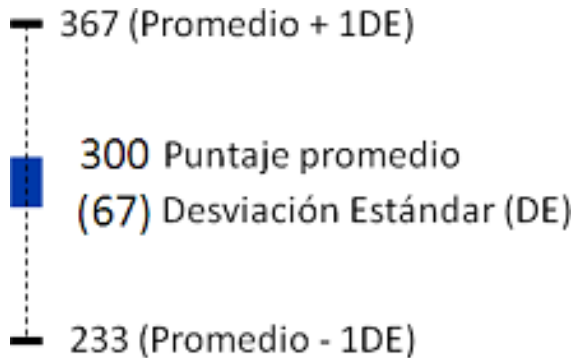 367 (Promedio + 1DE)
300 Puntaje promedio
(67) Desviación Estándar (DE)
233 (Promedio - 1DE)